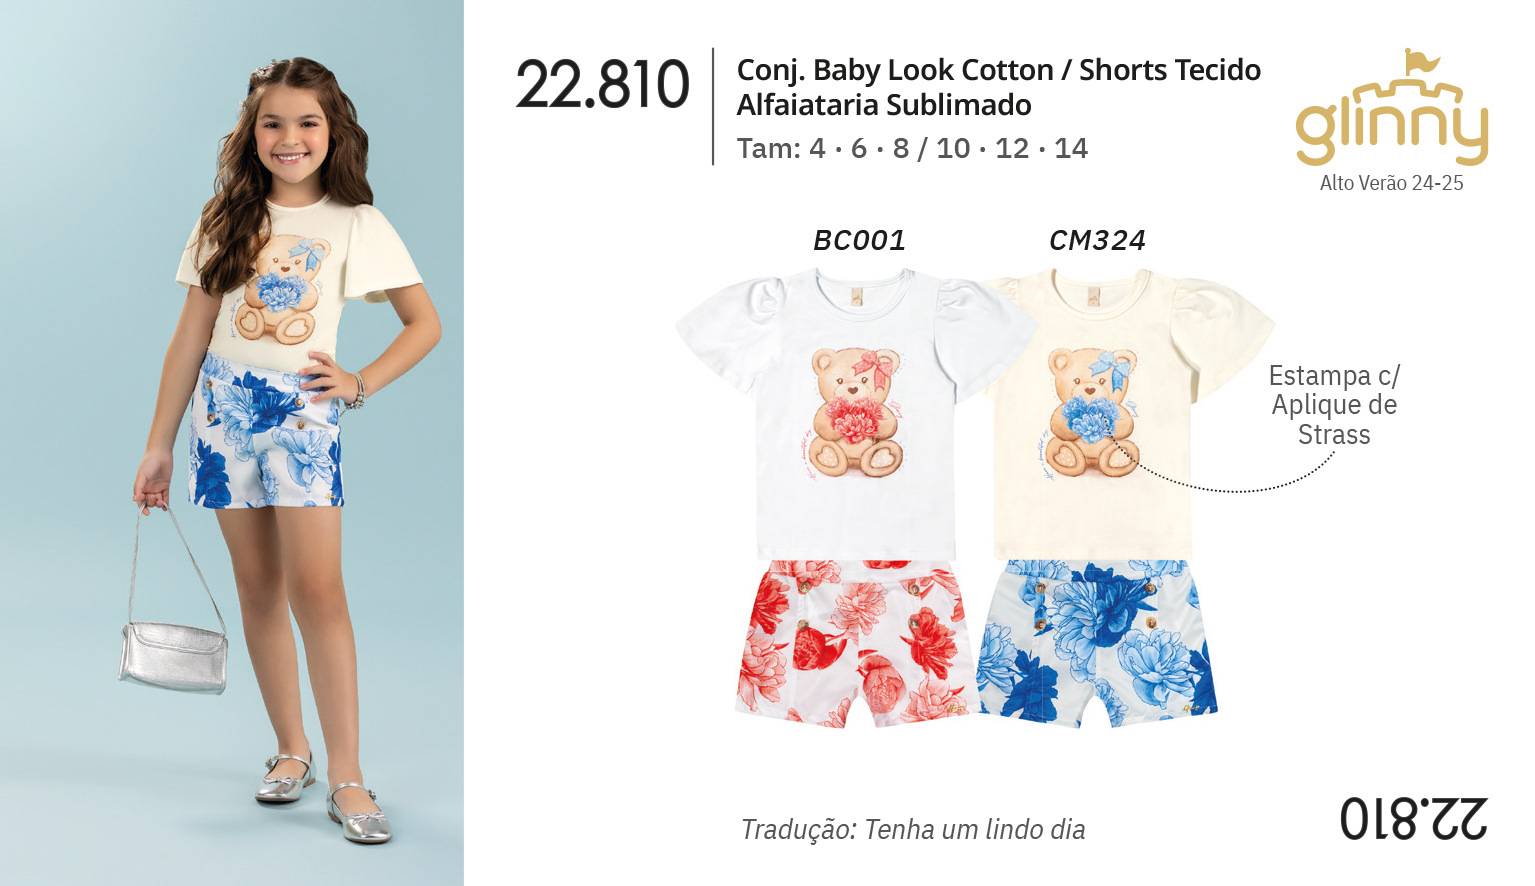 22.810
Conj. Baby Look Cotton / Shorts Tecido
Alfaiataria Sublimado
Tam: 4 · 6 · 8 / 10 · 12 · 14
glinny
Alto Verão 24-25
BC001
CM324
Estampa c/
Aplique de
Strass
Tradução: Tenha um lindo dia
22.810